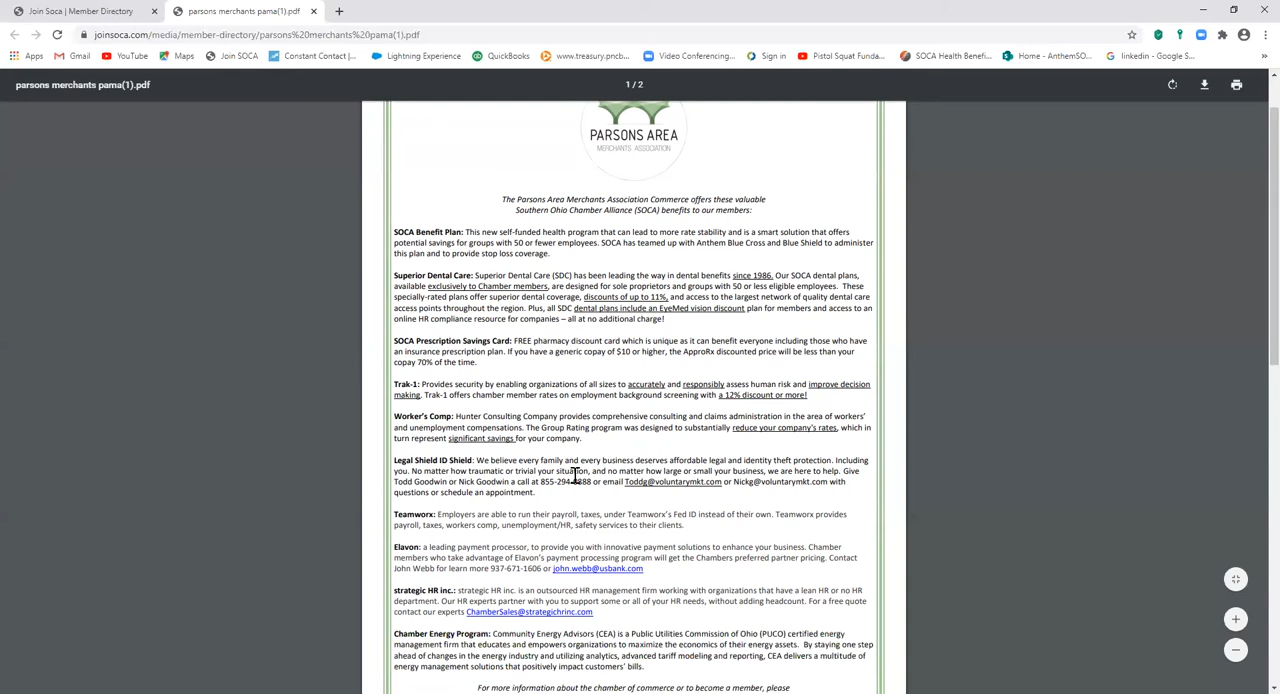 Join Soca | Member Directory
parsons merchants pama(1).pdf
joinsoca.com/media/member-directory/parsons%20merchants%20pama(1).pdf
Apps Gmail YouTube Maps Join SOCA Constant Contact |... Lightning Experience QuickBooks www.treasury.pncb... Video Conferencing... Sign in Pistol Squat Funda... SOCA Health Benefi... Home - AnthemSO... linkedin - Google S... »
parsons merchants pama(1).pdf 1 / 2
PARSONS AREA
MERCHANTS ASSOCIATION
The Parsons Area Merchants Association Commerce offers these valuable
Southern Ohio Chamber Alliance (SOCA) benefits to our members:
SOCA Benefit Plan: This new self-funded health program that can lead to more rate stability and is a smart solution that offers
potential savings for groups with 50 or fewer employees. SOCA has teamed up with Anthem Blue Cross and Blue Shield to administer
this plan and to provide stop loss coverage.
Superior Dental Care: Superior Dental Care (SDC) has been leading the way in dental benefits since 1986. Our SOCA dental plans,
available exclusively to Chamber members, are designed for sole proprietors and groups with 50 or less eligible employees. These
specially-rated plans offer superior dental coverage, discounts of up to 11%, and access to the largest network of quality dental care
access points throughout the region. Plus, all SDC dental plans include an EyeMed vision discount plan for members and access to an
online HR compliance resource for companies – all at no additional charge!
SOCA Prescription Savings Card: FREE pharmacy discount card which is unique as it can benefit everyone including those who have
an insurance prescription plan. If you have a generic copay of $10 or higher, the ApproRx discounted price will be less than your
copay 70% of the time.
Trak-1: Provides security by enabling organizations of all sizes to accurately and responsibly assess human risk and improve decision
making. Trak-1 offers chamber member rates on employment background screening with a 12% discount or more!
Worker's Comp: Hunter Consulting Company provides comprehensive consulting and claims administration in the area of workers'
and unemployment compensations. The Group Rating program was designed to substantially reduce your company's rates, which in
turn represent significant savings for your company.
Legal Shield ID Shield: We believe every family and every business deserves affordable legal and identity theft protection. Including
you. No matter how traumatic or trivial your situation, and no matter how large or small your business, we are here to help. Give
Todd Goodwin or Nick Goodwin a call at or email Toddg@voluntarymkt.com or Nickg@voluntarymkt.com with
questions or schedule an appointment.
Teamworx: Employers are able to run their payroll, taxes, under Teamworx's Fed ID instead of their own. Teamworx provides
payroll, taxes, workers comp, unemployment/HR, safety services to their clients.
Elavon: a leading payment processor, to provide you with innovative payment solutions to enhance your business. Chamber
members who take advantage of Elavon's payment processing program will get the Chambers preferred partner pricing. Contact
John Webb for learn more 937-671-1606 or john.webb@usbank.com
strategic HR inc.: strategic HR inc. is an outsourced HR management firm working with organizations that have a lean HR or no HR
department. Our HR experts partner with you to support some or all of your HR needs, without adding headcount. For a free quote
contact our experts ChamberSales@strategichrinc.com
Chamber Energy Program: Community Energy Advisors (CEA) is a Public Utilities Commission of Ohio (PUCO) certified energy
management firm that educates and empowers organizations to maximize the economics of their energy assets. By staying one step
ahead of changes in the energy industry and utilizing analytics, advanced tariff modeling and reporting, CEA delivers a multitude of
energy management solutions that positively impact customers' bills.
For more information about the chamber of commerce or to become a member, please